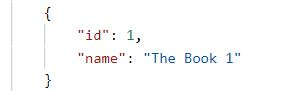 {
    "id": 1,
    "name": "The Book 1"
}